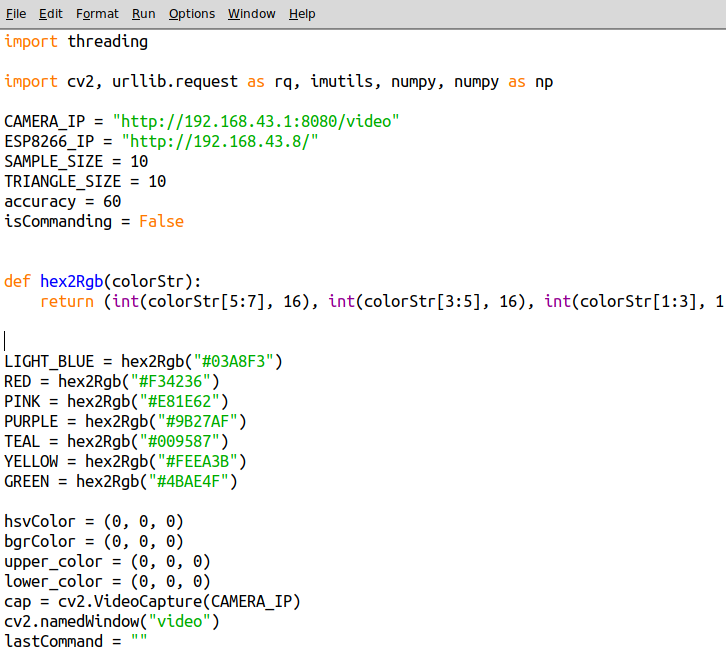 File Edit Format Run Options Window Help
import threading
import cv2, urllib.request as rq, imutils, numpy, numpy as np
CAMERA_IP = "http://192.168.43.1:8080/video"
ESP8266_IP = "http://192.168.43.8/"
SAMPLE_SIZE = 10
TRIANGLE_SIZE = 10
accuracy = 60
isCommanding = False
def hex2Rgb(colorStr):
    return (int(colorStr[5:7], 16), int(colorStr[3:5], 16), int(colorStr[1:3], 1
LIGHT_BLUE = hex2Rgb("#03A8F3")
RED = hex2Rgb("#F34236")
PINK = hex2Rgb("#E81E62")
PURPLE = hex2Rgb("#9B27AF")
TEAL = hex2Rgb("#009587")
YELLOW = hex2Rgb("#FEEA3B")
GREEN = hex2Rgb("#4BAE4F")
hsvColor = (0, 0, 0)
bgrColor = (0, 0, 0)
upper_color = (0, 0, 0)
lower_color = (0, 0, 0)
cap = cv2.VideoCapture(CAMERA_IP)
cv2.namedWindow("video")
lastCommand = ""